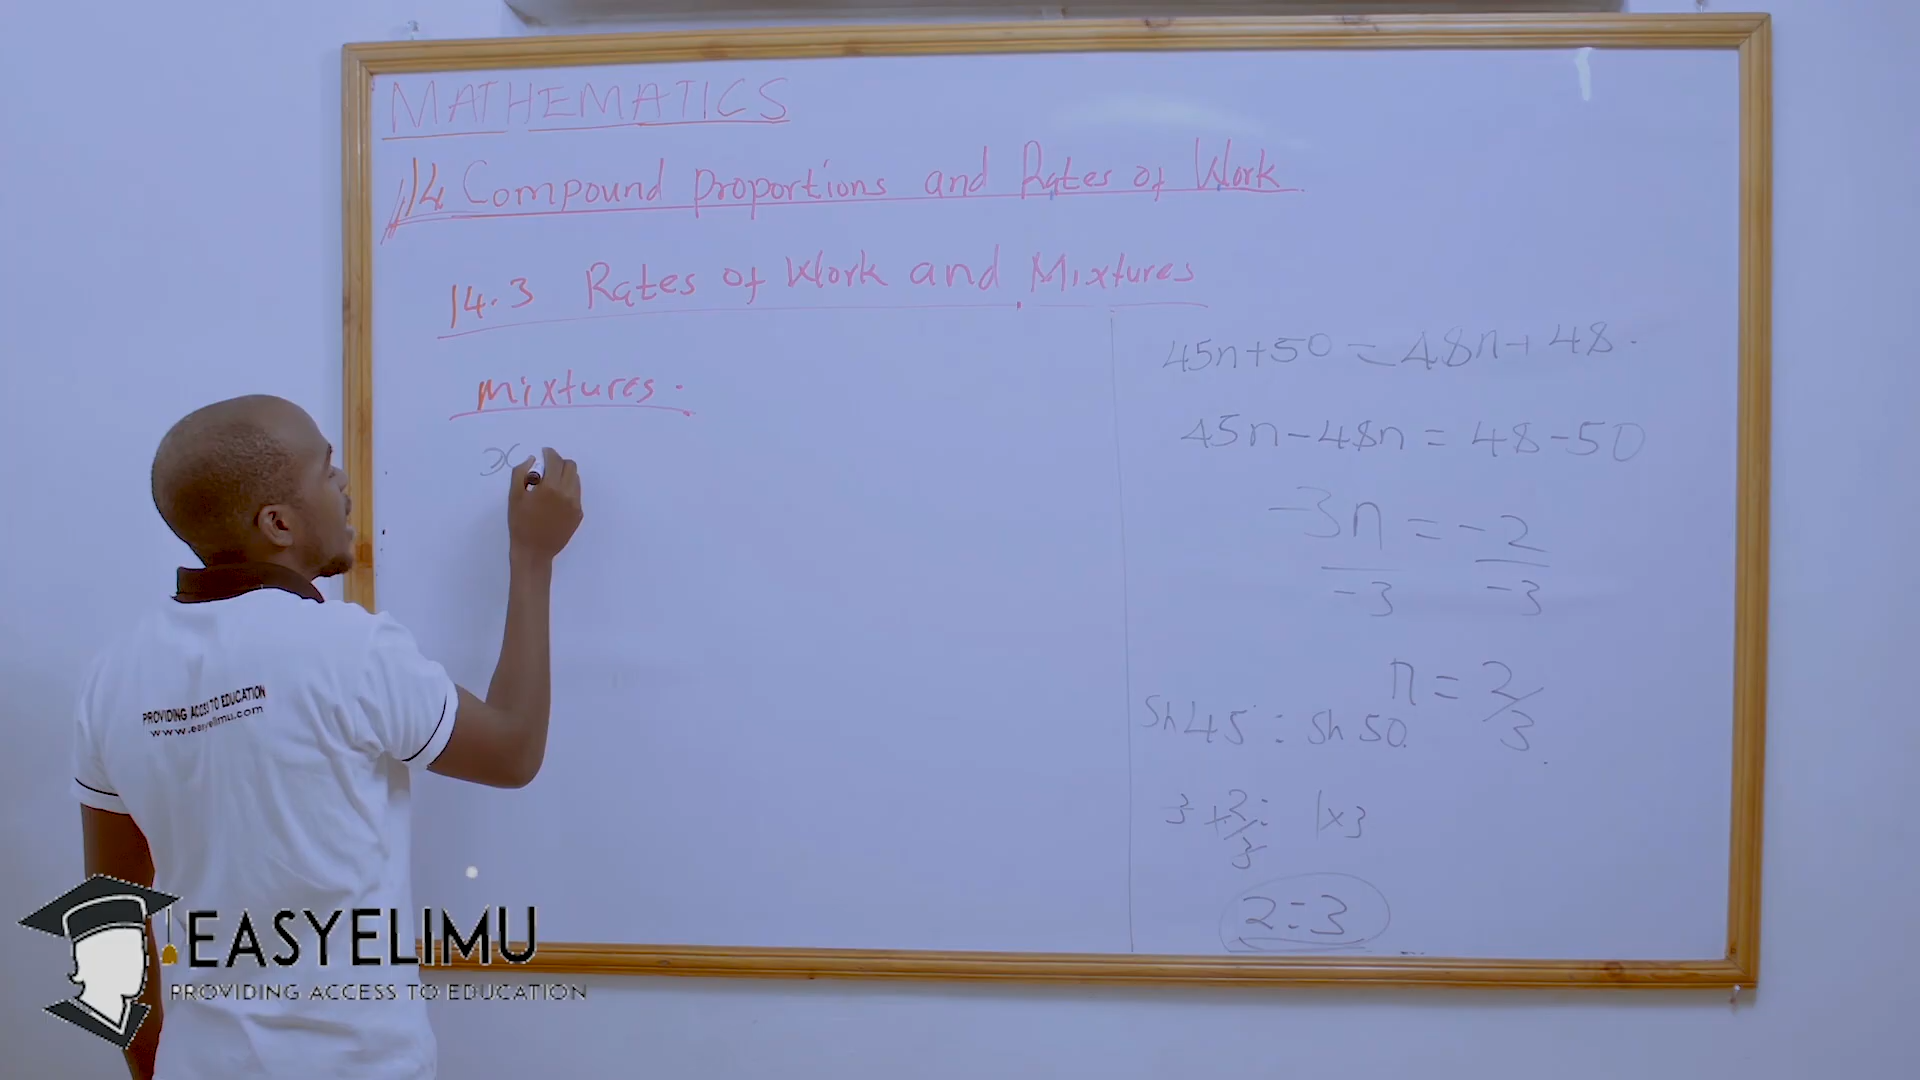 MATHEMATICS
14 Compound Proportions and Rates of Work
14.3 Rates of Work and Mixtures
mixtures.
x
45n+50 = 48n+48.
45n-48n = 48-50
-3n = -2
-3 -3
n = 2/3
Sh45 : Sh50.
3 × 2/3 : 1×3
2:3
PROVIDING ACCESS TO EDUCATION
www.easyelimu.com
EASYELIMU
PROVIDING ACCESS TO EDUCATION